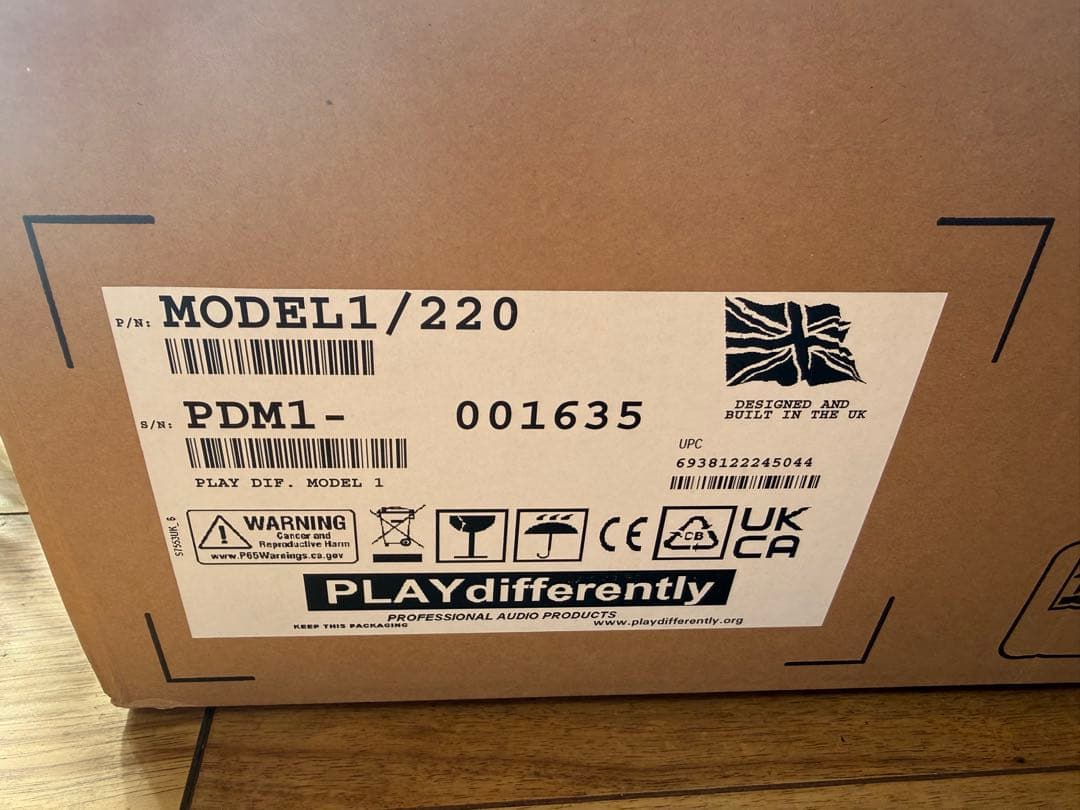 P/N: MODEL1/220
S/N: PDM1- 001635
PLAY DIF. MODEL 1
DESIGNED AND
BUILT IN THE UK
UPC
6938122245044
S7553UK_6
WARNING
Cancer and
Reproductive Harm
www.P65Warnings.ca.gov
CE
CB
UK
CA
PLAYdifferently
PROFESSIONAL AUDIO PRODUCTS
KEEP THIS PACKAGING
www.playdifferently.org